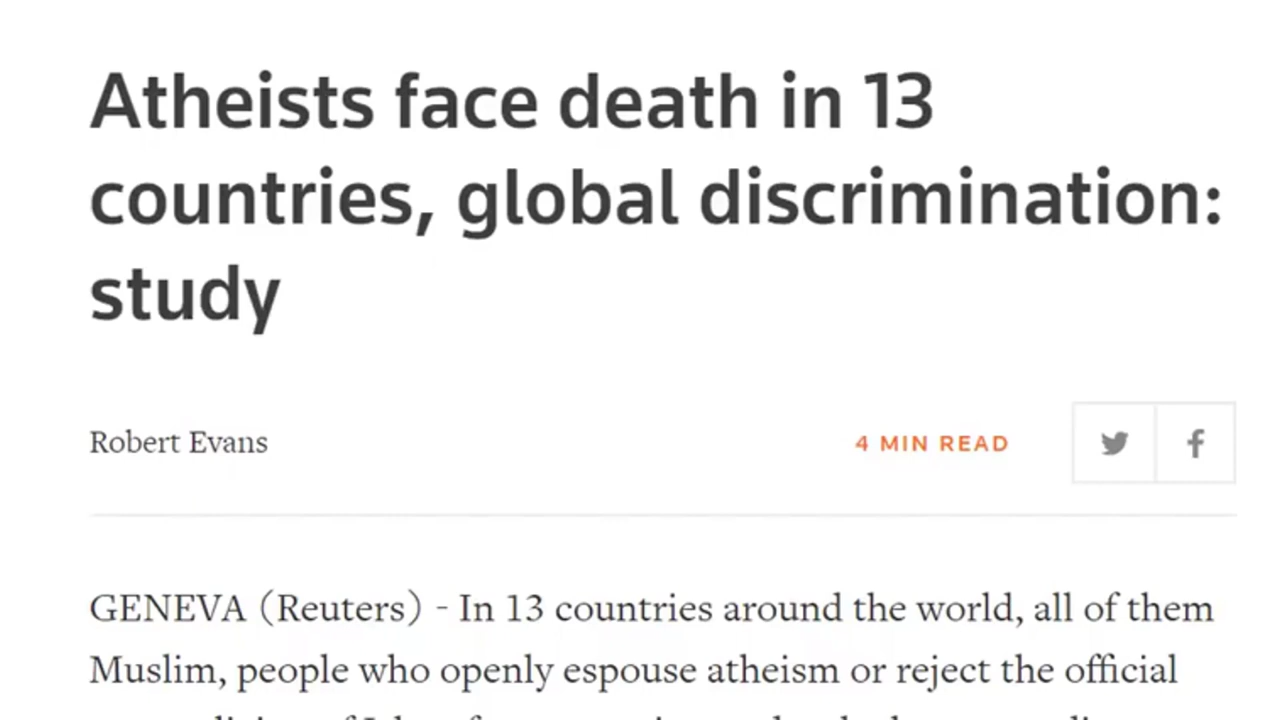 Atheists face death in 13
countries, global discrimination:
study
Robert Evans
4 MIN READ
GENEVA (Reuters) - In 13 countries around the world, all of them
Muslim, people who openly espouse atheism or reject the official